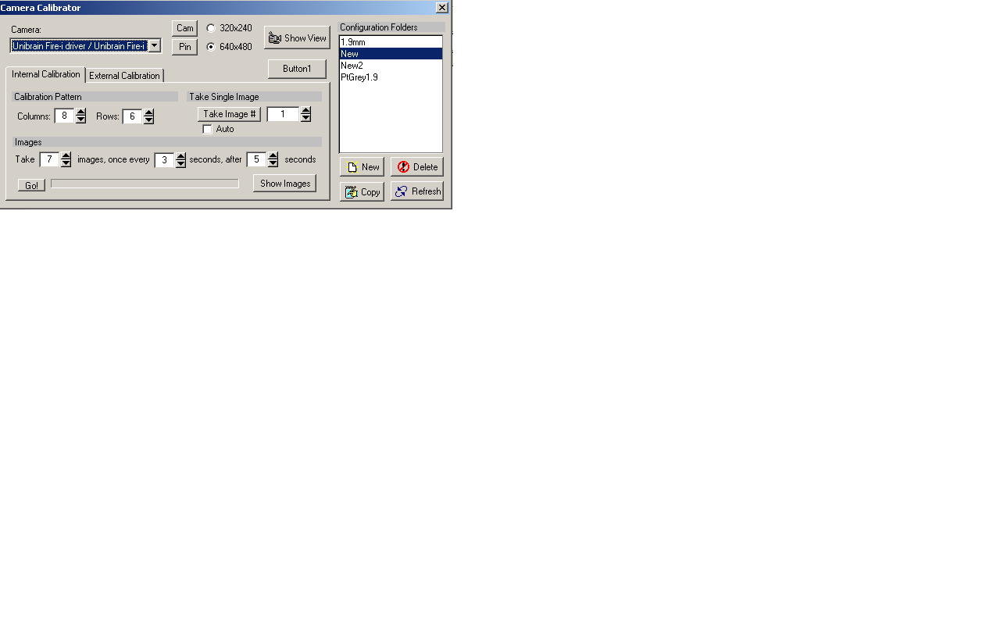 Camera Calibrator
Camera:
Unibrain Fire-i driver / Unibrain Fire-i
Cam
Pin
320x240
640x480
Show View
Button1
Internal Calibration
External Calibration
Calibration Pattern
Columns: 8 Rows: 6
Take Single Image
Take Image # 1
Auto
Images
Take 7 images, once every 3 seconds, after 5 seconds
Go!
Show Images
Configuration Folders
1.9mm
New
New2
PtGrey1.9
New
Delete
Copy
Refresh